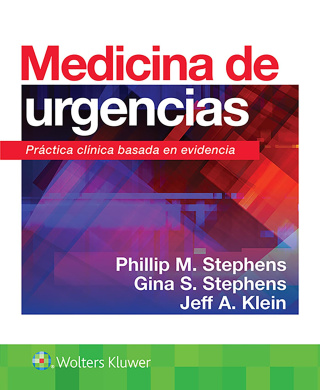 Medicina de
urgencias
Práctica clínica basada en evidencia
Phillip M. Stephens
Gina S. Stephens
Jeff A. Klein
Wolters Kluwer